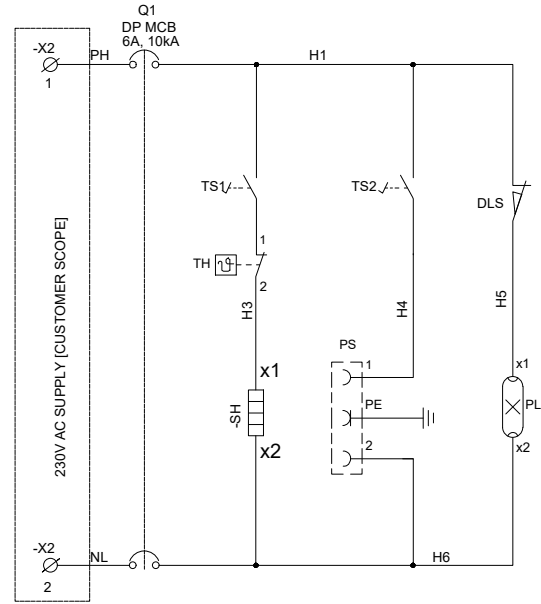 Q1
DP MCB
6A, 10kA
-X2
1
PH
H1
TS1
TS2
DLS
TH
1
2
H3
H4
H5
230V AC SUPPLY [CUSTOMER SCOPE]
PS
1
PE
2
x1
-SH
x2
x1
PL
x2
-X2
2
NL
H6